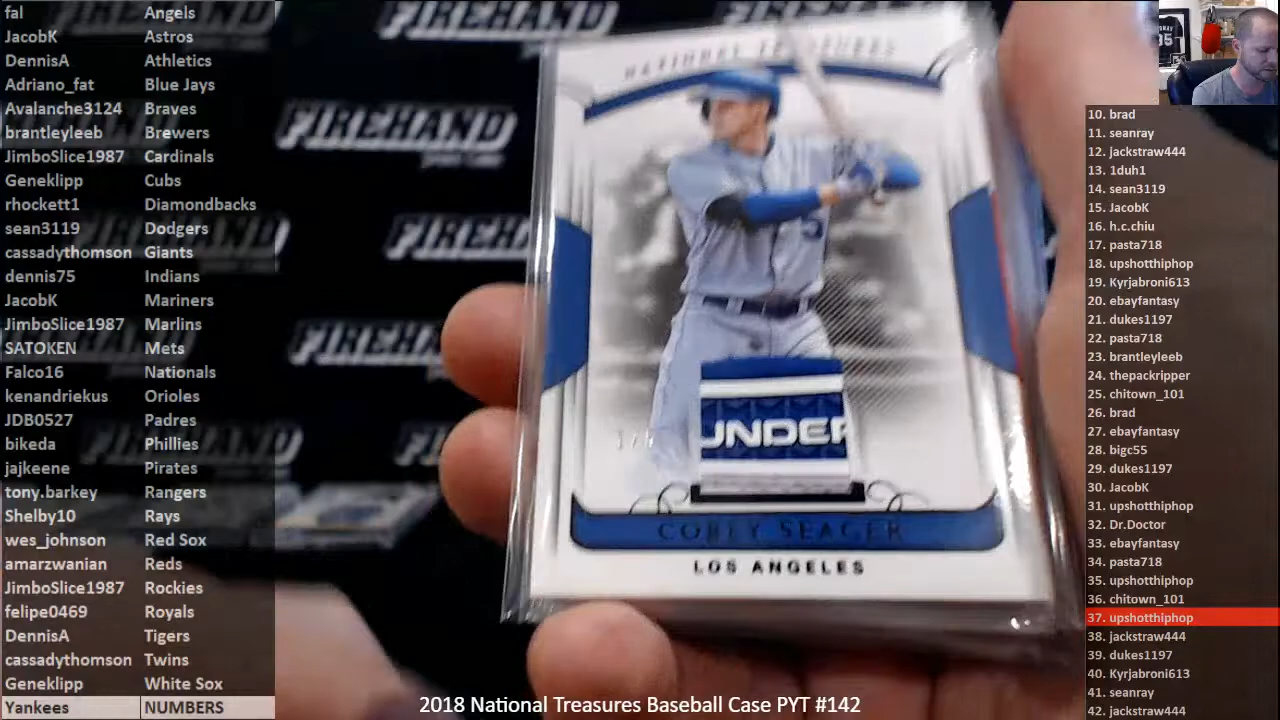 fal Angels
JacobK Astros
DennisA Athletics
Adriano_fat Blue Jays
Avalanche3124 Braves
brantleyleeb Brewers
JimboSlice1987 Cardinals
Geneklipp Cubs
rhockett1 Diamondbacks
sean3119 Dodgers
cassadythomson Giants
dennis75 Indians
JacobK Mariners
JimboSlice1987 Marlins
SATOKEN Mets
Falco16 Nationals
kenandriekus Orioles
JDB0527 Padres
bikeda Phillies
jajkeene Pirates
tony.barkey Rangers
Shelby10 Rays
wes_johnson Red Sox
amarzwanian Reds
JimboSlice1987 Rockies
felipe0469 Royals
DennisA Tigers
cassadythomson Twins
Geneklipp White Sox
Yankees NUMBERS
FIREHAND
FIREH
FIREHA
NATIONAL TREASURES
5
UNDER
COREY SEAGER
LOS ANGELES
2018 National Treasures Baseball Case PYT #142
10. brad
11. seanray
12. jackstraw444
13. 1duh1
14. sean3119
15. JacobK
16. h.c.chiu
17. pasta718
18. upshotthiphop
19. Kyrjabroni613
20. ebayfantasy
21. dukes1197
22. pasta718
23. brantleyleeb
24. thepackripper
25. chitown_101
26. brad
27. ebayfantasy
28. bigc55
29. dukes1197
30. JacobK
31. upshotthiphop
32. Dr.Doctor
33. ebayfantasy
34. pasta718
35. upshotthiphop
36. chitown_101
37. upshotthiphop
38. jackstraw444
39. dukes1197
40. Kyrjabroni613
41. seanray
42. jackstraw444